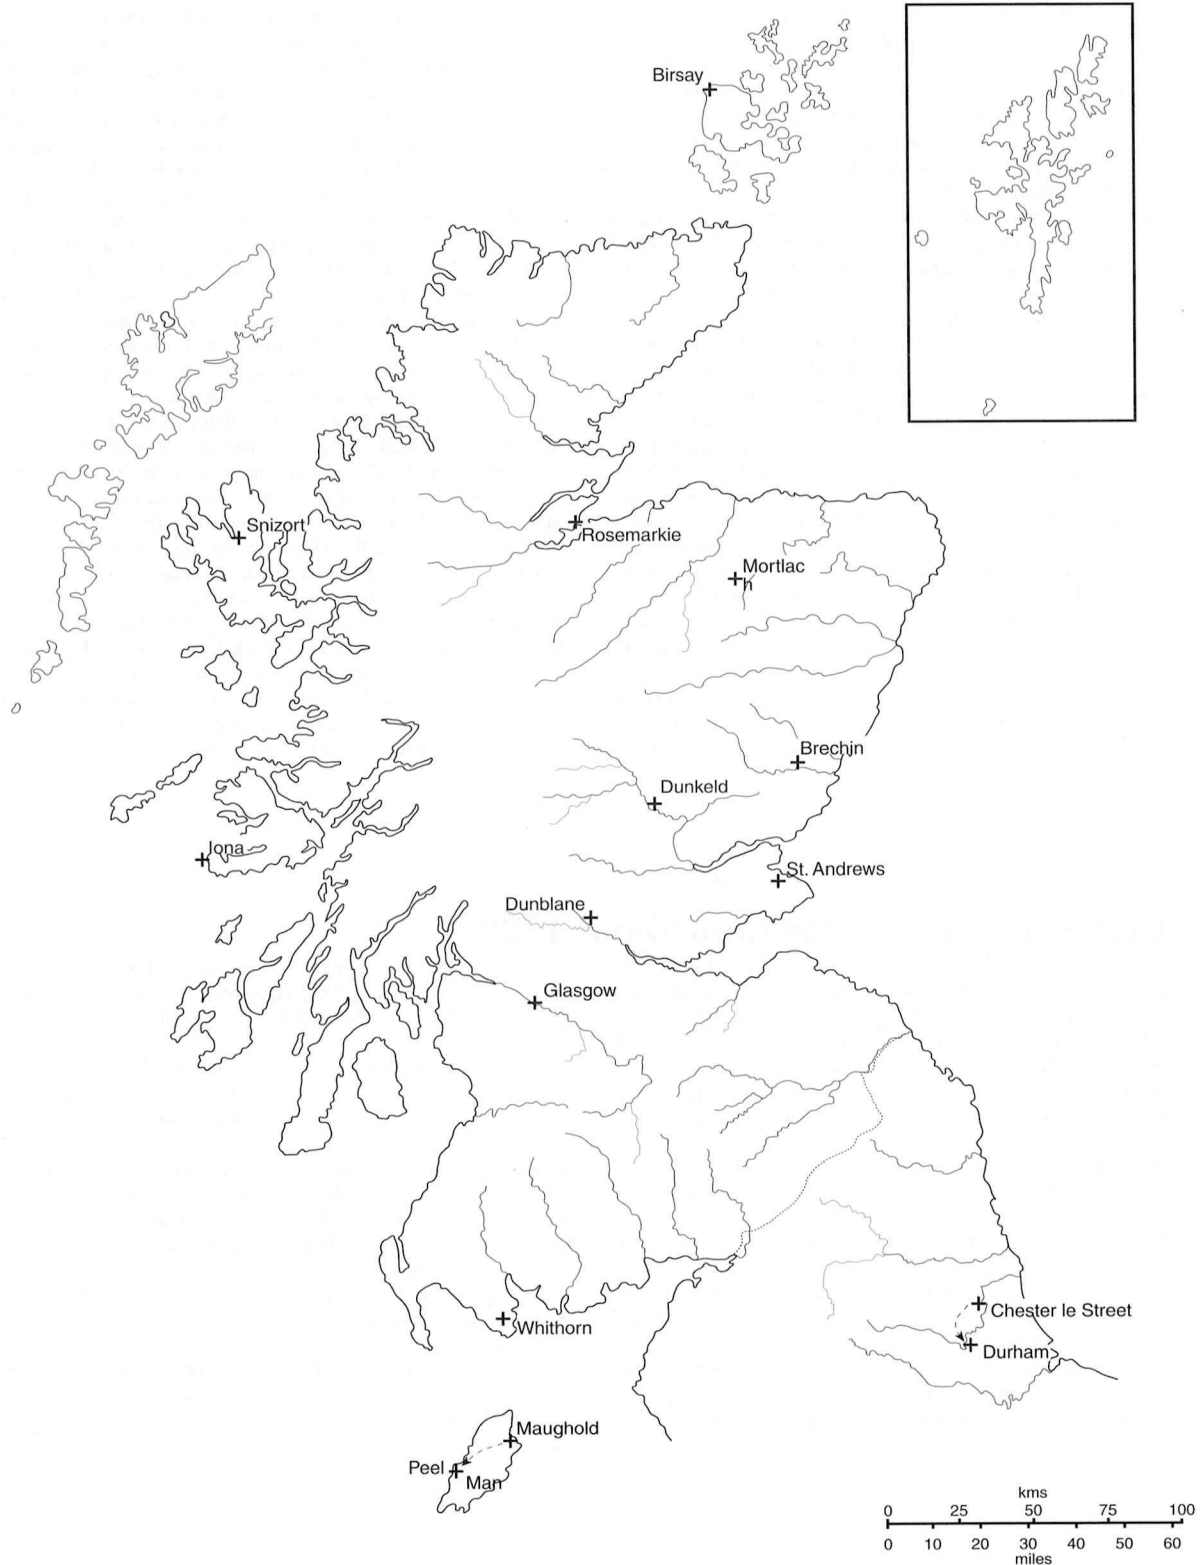 Birsay
Snizort
Rosemarkie
Mortlac
h
Brechin
Dunkeld
Iona
St. Andrews
Dunblane
Glasgow
Chester le Street
Whithorn
Durham
Maughold
Peel
Man
kms
0 25 50 75 100
0 10 20 30 40 50 60
miles